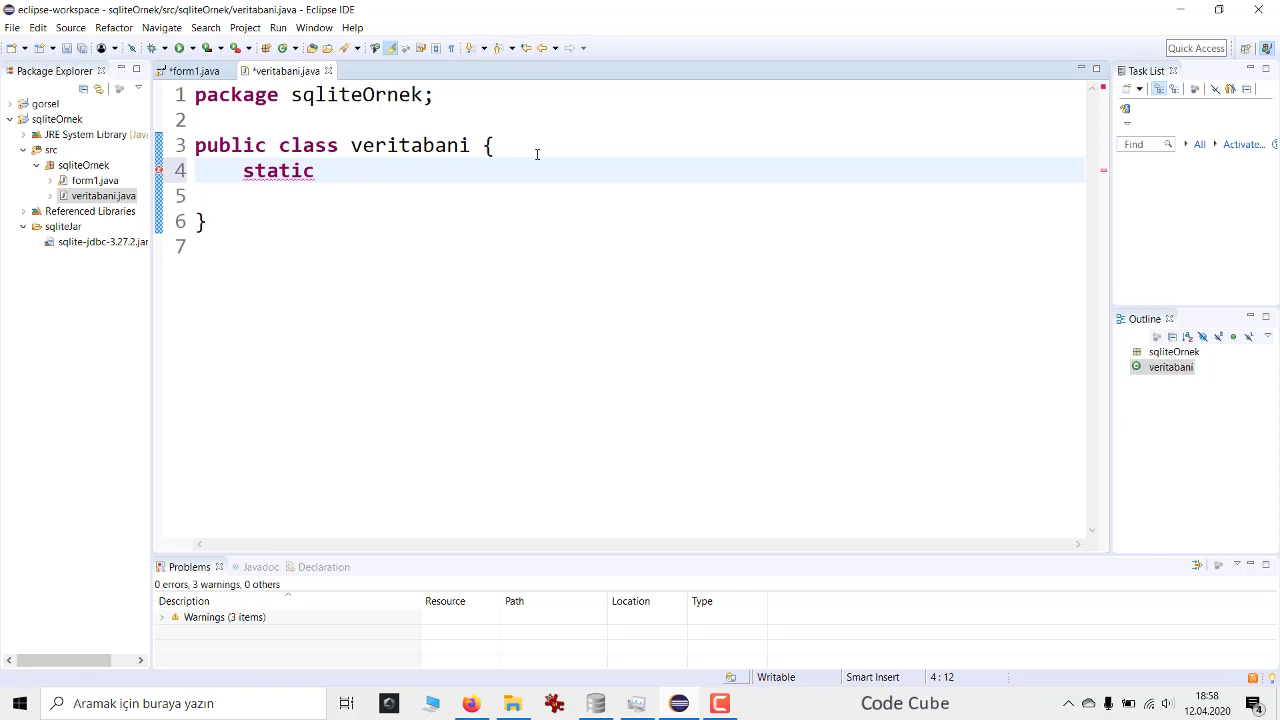 eclipse-workspace - sqliteOrnek/src/sqliteOrnek/veritabani.java - Eclipse IDE
File Edit Source Refactor Navigate Search Project Run Window Help
Quick Access
Package Explorer
*form1.java
*veritabani.java
Task List
gorsel
sqliteOrnek
JRE System Library [Java
src
sqliteOrnek
form1.java
veritabani.java
Referenced Libraries
sqliteJar
sqlite-jdbc-3.27.2.jar
1 package sqliteOrnek;
2
3 public class veritabani {
4 static
5
6 }
7
Find All Activate...
Outline
sqliteOrnek
veritabani
Problems Javadoc Declaration
0 errors, 3 warnings, 0 others
Description Resource Path Location Type
Warnings (3 items)
Writable Smart Insert 4 : 12
Aramak için buraya yazın
Code Cube
18:58
12.04.2020
4